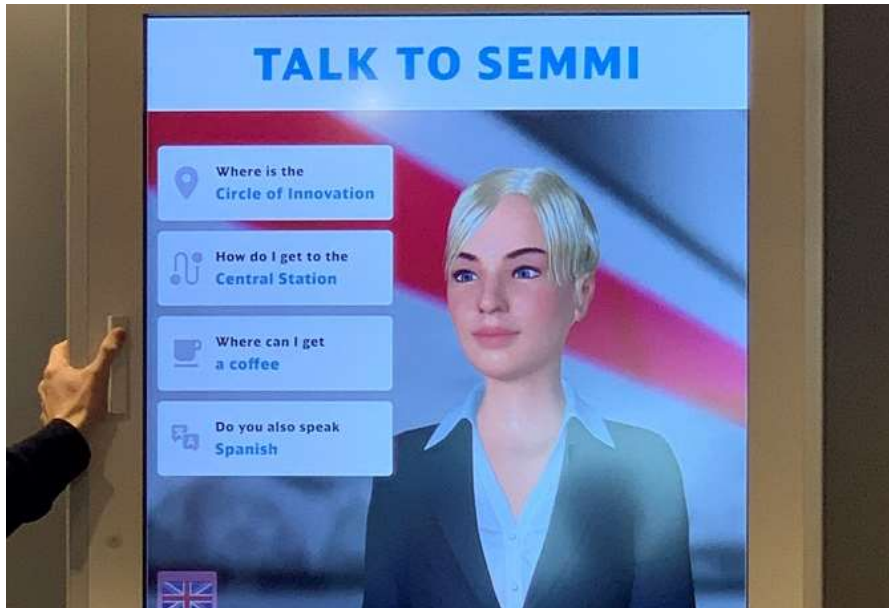 TALK TO SEMMI
Where is the
Circle of Innovation
How do I get to the
Central Station
Where can I get
a coffee
Do you also speak
Spanish